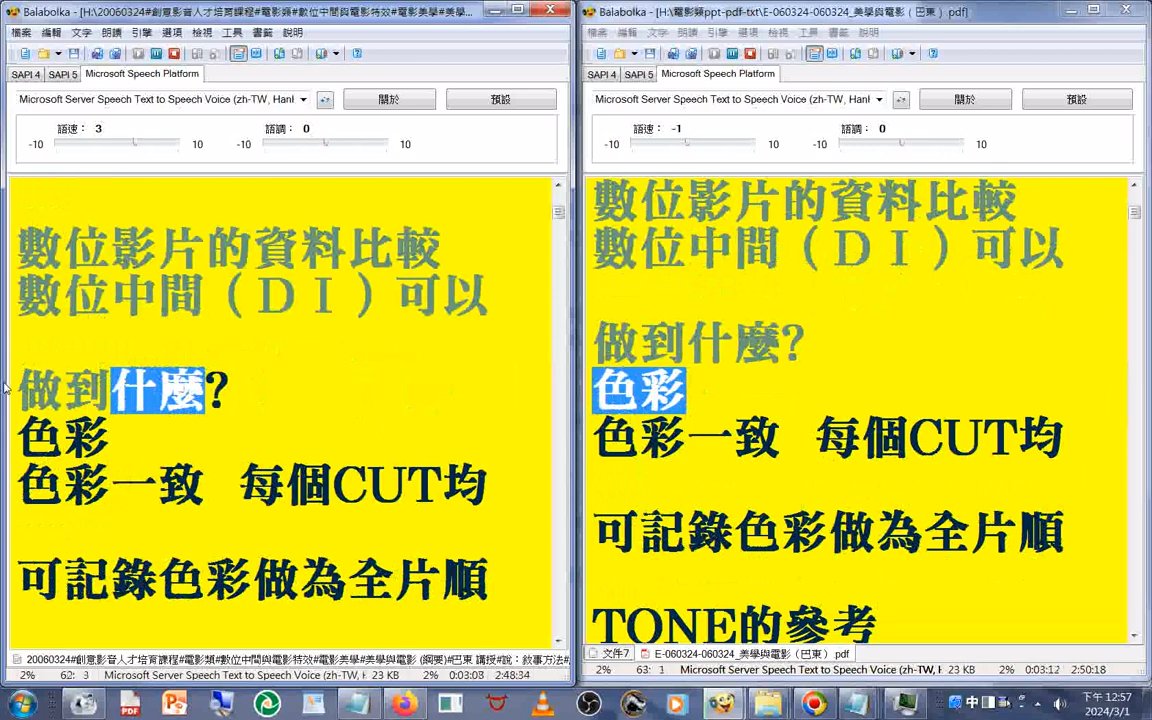 Balabolka - [H:\20060324#創意影音人才培育課程#電影類#數位中間與電影特效#電影美學#美學...
檔案 編輯 文字 朗讀 引擎 選項 檢視 工具 書籤 說明
SAPI 4 SAPI 5 Microsoft Speech Platform
Microsoft Server Speech Text to Speech Voice (zh-TW, Hanl
關於 預設
語速： 3 語調： 0
-10 10 -10 10
數位影片的資料比較
數位中間（ＤＩ）可以
做到什麼?
色彩
色彩一致 每個CUT均
可記錄色彩做為全片順
20060324#創意影音人才培育課程#電影類#數位中間與電影特效#電影美學#美學與電影 (綱要)#巴東 講授#說：敘事方法#
2% 62: 3 Microsoft Server Speech Text to Speech Voice (zh-TW, H 23 KB 2% 0:03:08 2:48:34
Balabolka - [H:\電影類ppt-pdf-txt\E-060324-060324_美學與電影（巴東）.pdf]
檔案 編輯 文字 朗讀 引擎 選項 檢視 工具 書籤 說明
SAPI 4 SAPI 5 Microsoft Speech Platform
Microsoft Server Speech Text to Speech Voice (zh-TW, Hanl
關於 預設
語速： -1 語調： 0
-10 10 -10 10
數位影片的資料比較
數位中間（ＤＩ）可以
做到什麼?
色彩
色彩一致 每個CUT均
可記錄色彩做為全片順
TONE的參考
文件7 E-060324-060324_美學與電影（巴東）.pdf
2% 63: 1 Microsoft Server Speech Text to Speech Voice (zh-TW, H 23 KB 2% 0:03:12 2:50:18
中
下午 12:57
2024/3/1